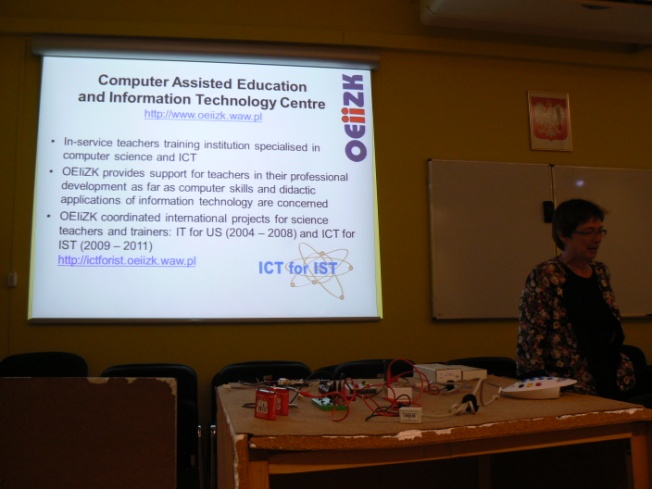 Computer Assisted Education
and Information Technology Centre
http://www.oeiizk.waw.pl
OEIiZK
• In-service teachers training institution specialised in
computer science and ICT
• OEIiZK provides support for teachers in their professional
development as far as computer skills and didactic
applications of information technology are concerned
• OEIiZK coordinated international projects for science
teachers and trainers: IT for US (2004 – 2008) and ICT for
IST (2009 – 2011)
http://ictforist.oeiizk.waw.pl
ICT for IST